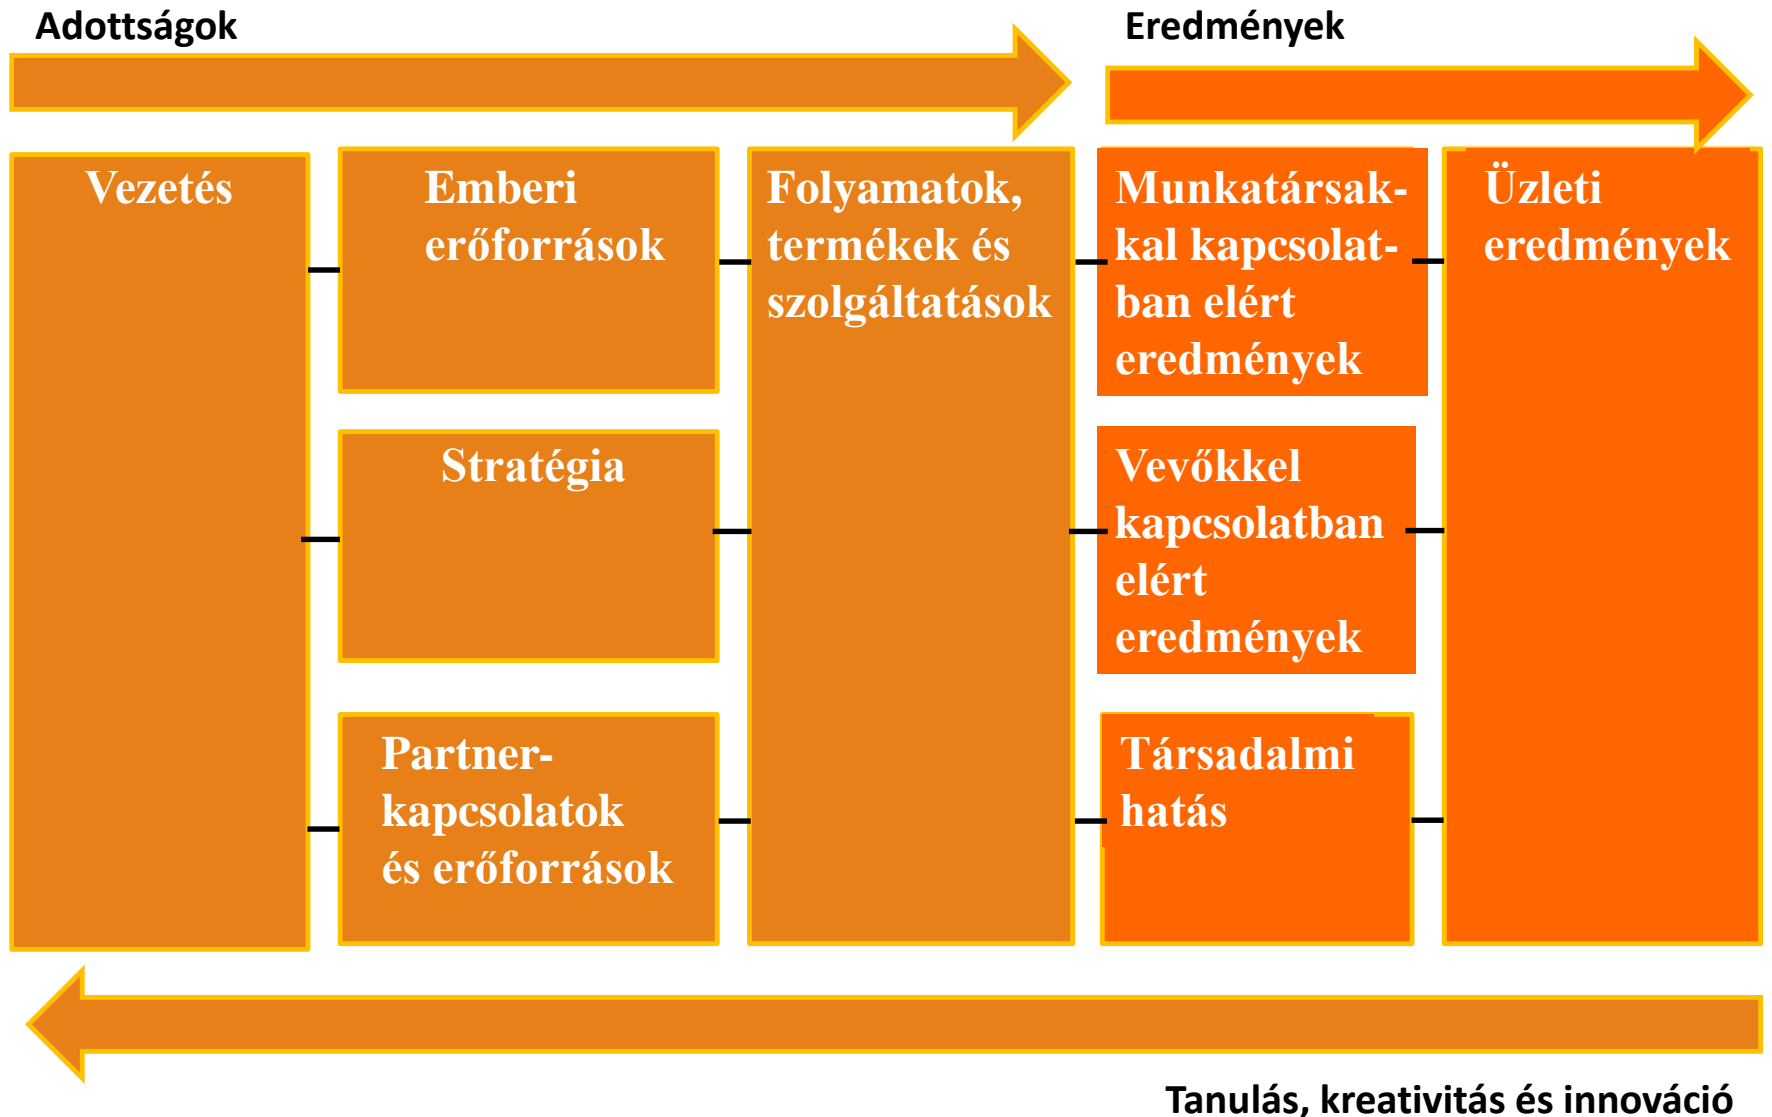 Adottságok
Eredmények
Vezetés
Emberi
erőforrások
Folyamatok,
termékek és
szolgáltatások
Munkatársak-
kal kapcsolat-
ban elért
eredmények
Üzleti
eredmények
Stratégia
Vevőkkel
kapcsolatban
elért
eredmények
Partner-
kapcsolatok
és erőforrások
Társadalmi
hatás
Tanulás, kreativitás és innováció